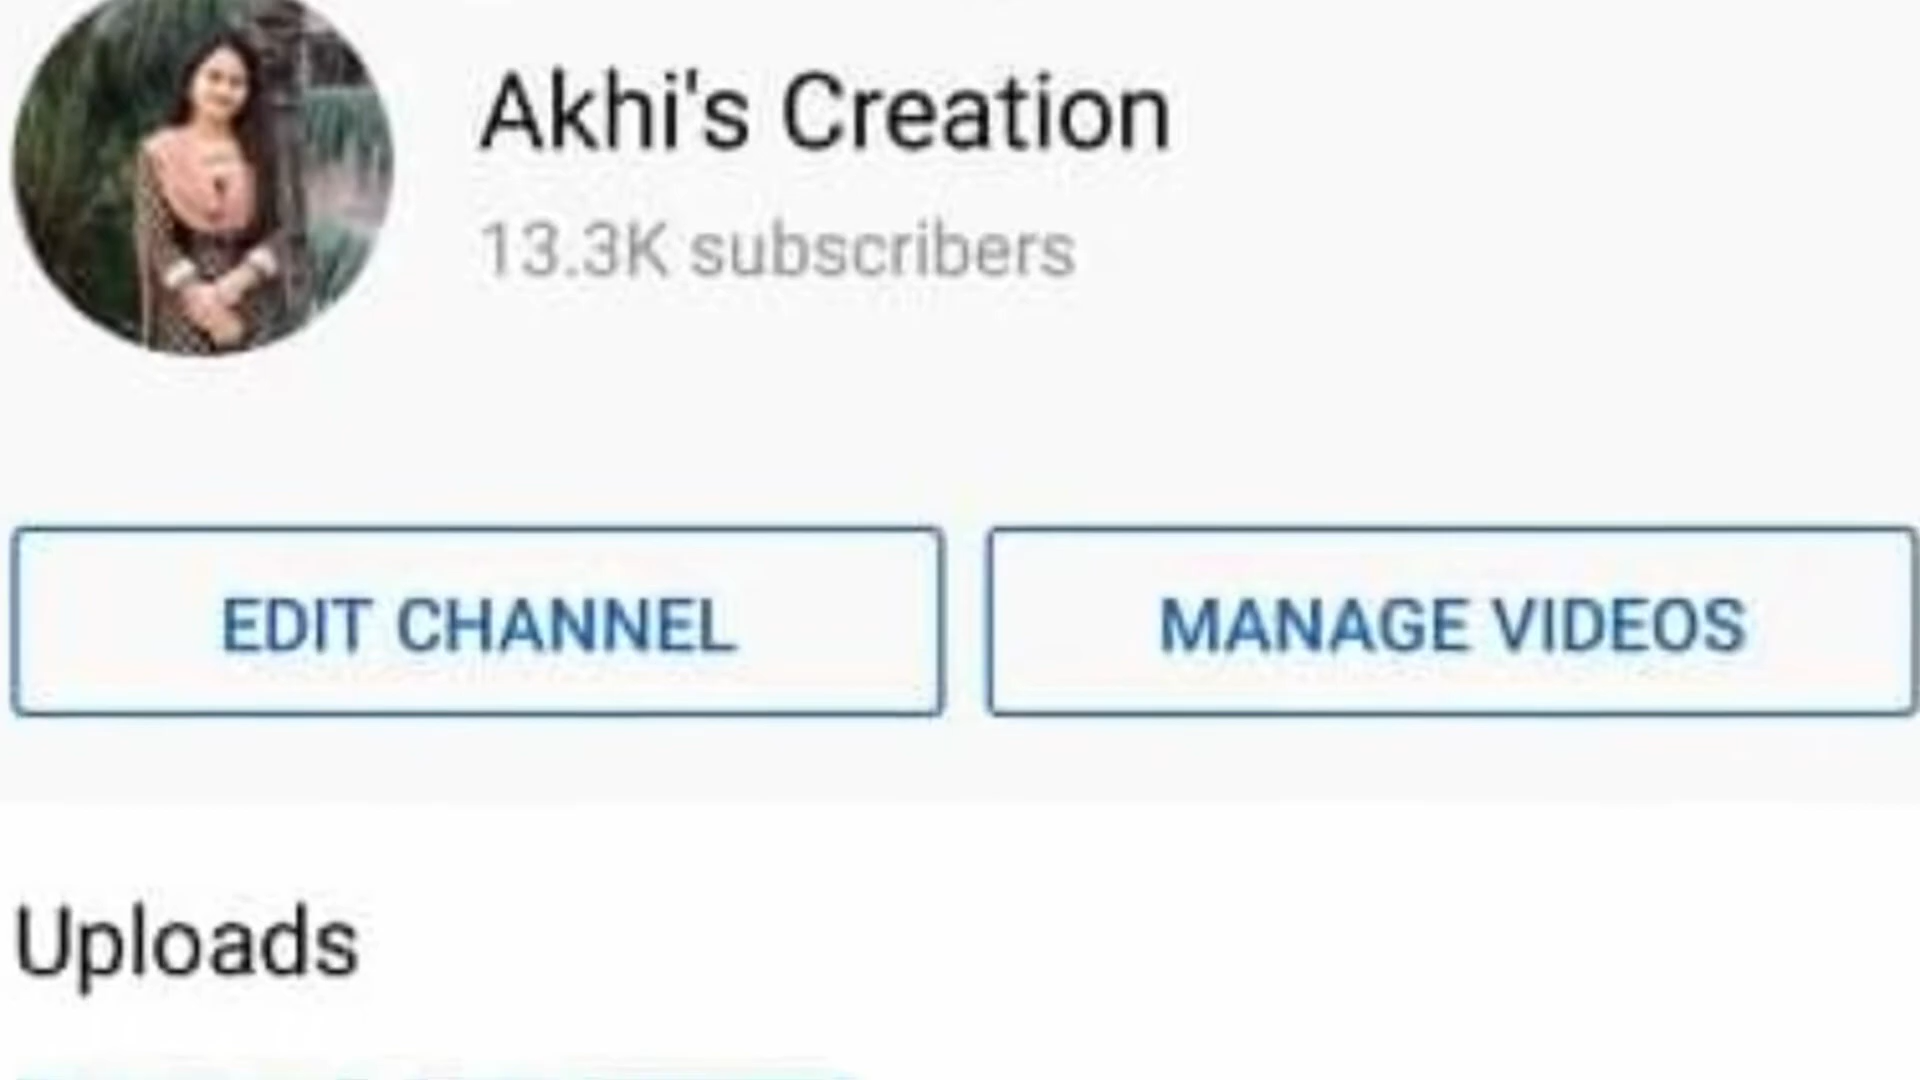 Akhi's Creation
13.3K subscribers
EDIT CHANNEL
MANAGE VIDEOS
Uploads